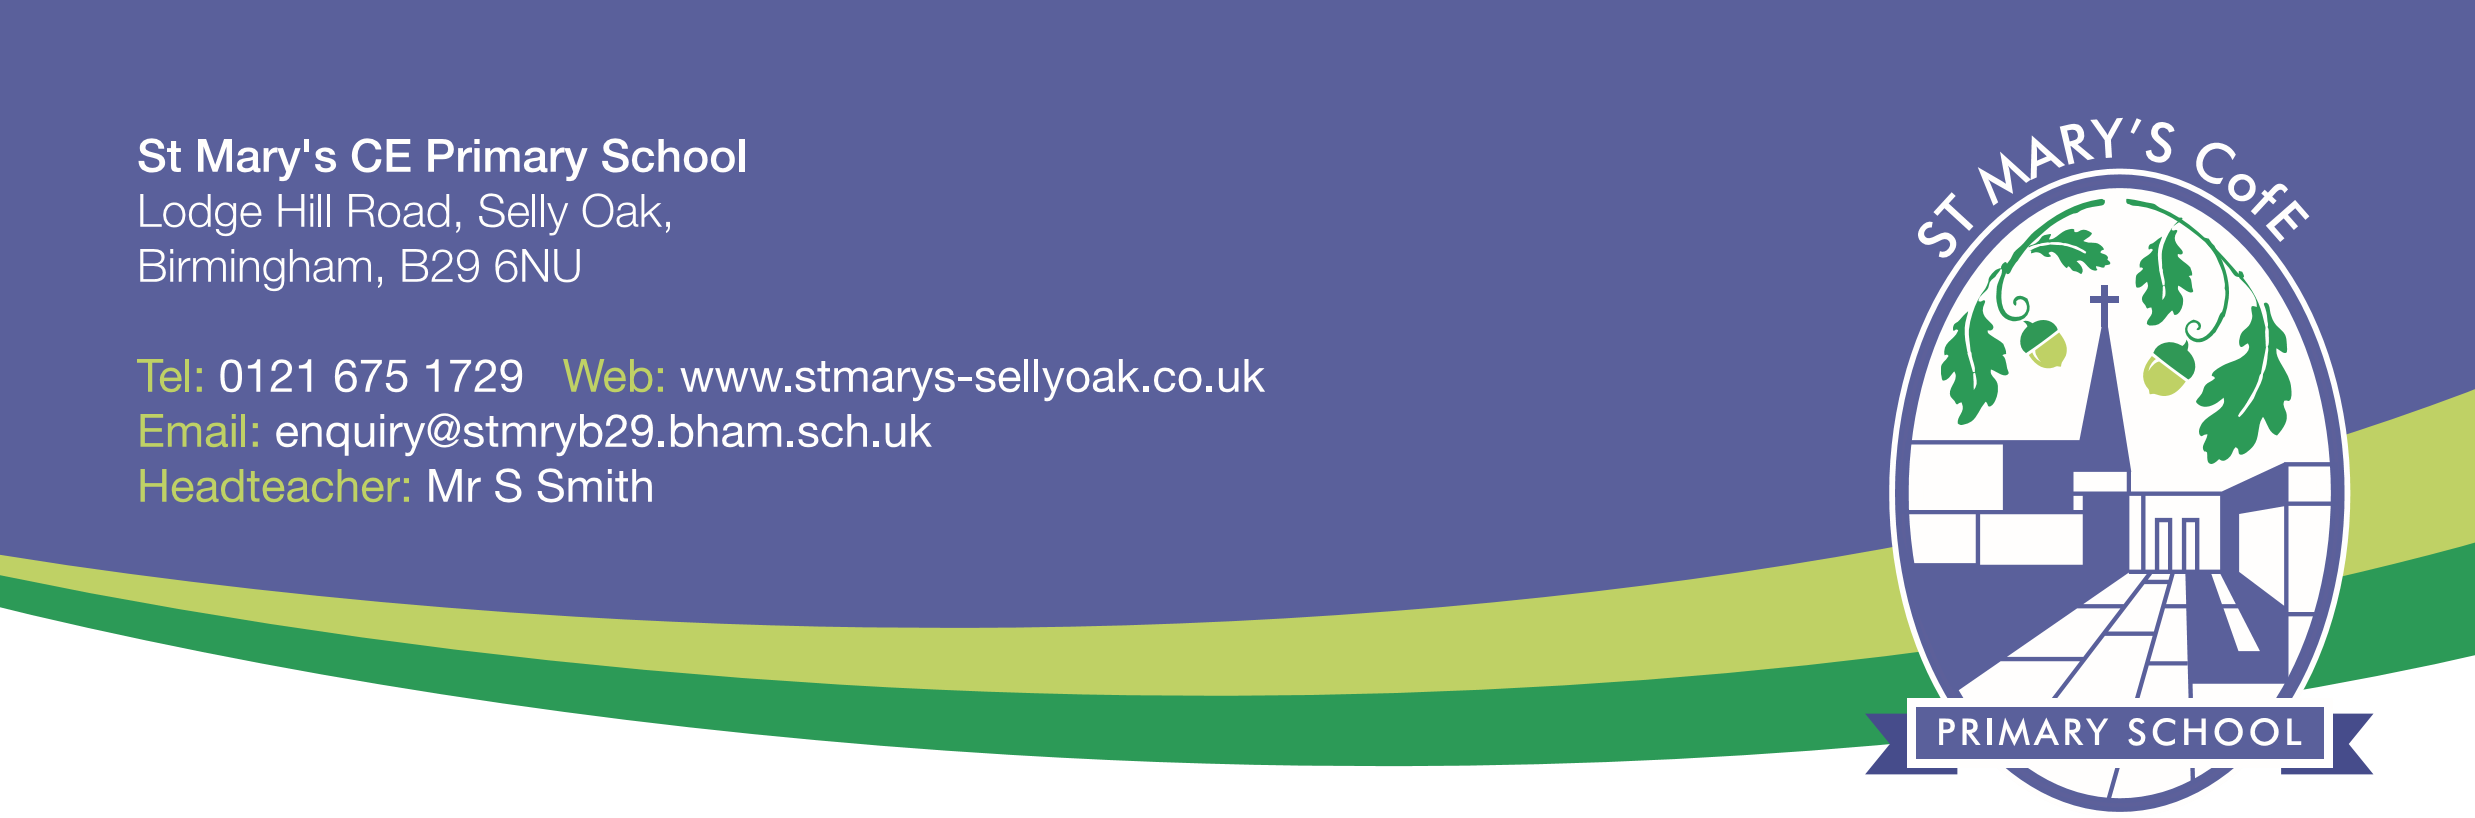 St Mary's CE Primary School
Lodge Hill Road, Selly Oak,
Birmingham, B29 6NU
Tel: 0121 675 1729 Web: www.stmarys-sellyoak.co.uk
Email: enquiry@stmryb29.bham.sch.uk
Headteacher: Mr S Smith
ST MARY'S CofE
PRIMARY SCHOOL